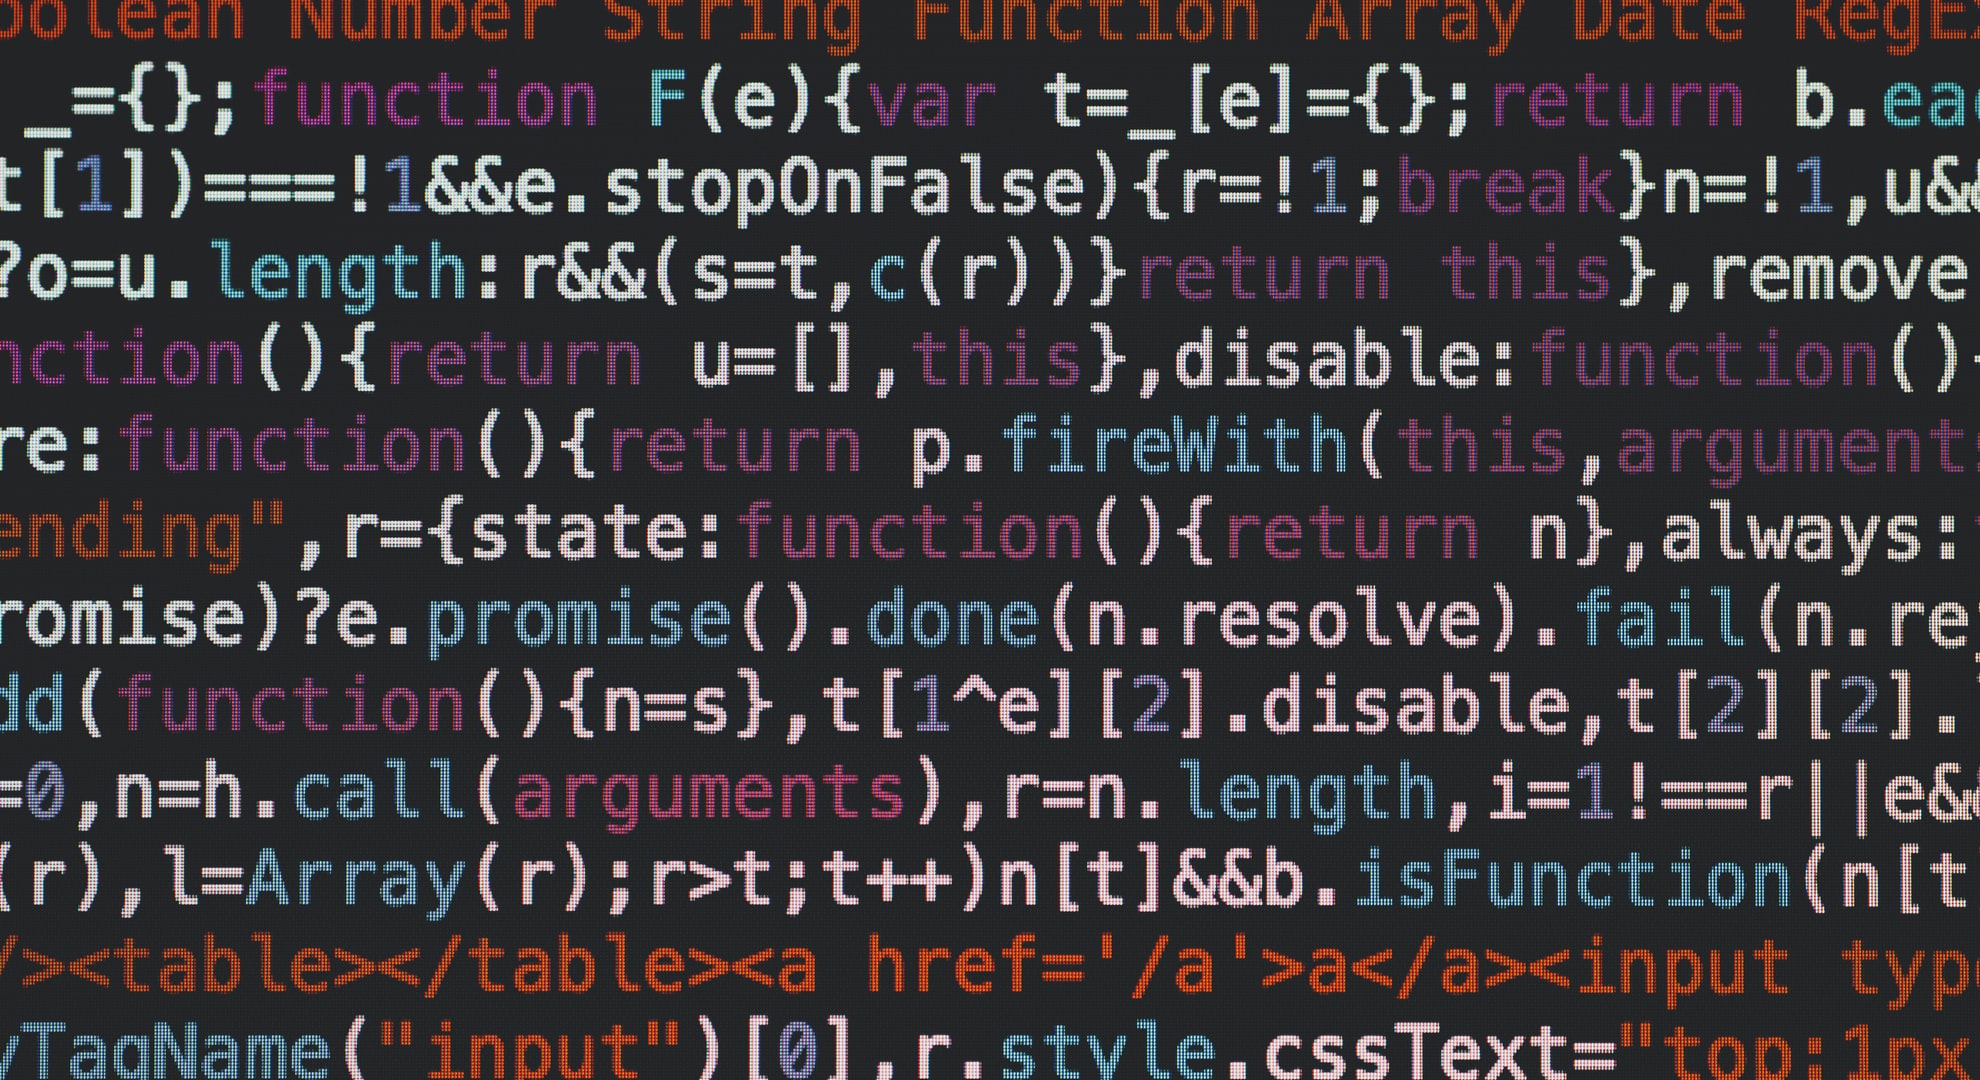 oolean Number String Function Array Date RegE
_={};function F(e){var t=_[e]={};return b.ea
t[1])===!1&&e.stopOnFalse){r=!1;break}n=!1,u&&
?o=u.length:r&&(s=t,c(r))}return this},remove
nction(){return u=[],this},disable:function()
re:function(){return p.fireWith(this,argument
ending",r={state:function(){return n},always:
romise)?e.promise().done(n.resolve).fail(n.re
dd(function(){n=s},t[1^e][2].disable,t[2][2].
=0,n=h.call(arguments),r=n.length,i=1!==r||e&
(r),l=Array(r);r>t;t++)n[t]&&b.isFunction(n[t
/><table></table><a href='/a'>a</a><input typ
yTagName("input")[0],r.style.cssText="top:1px